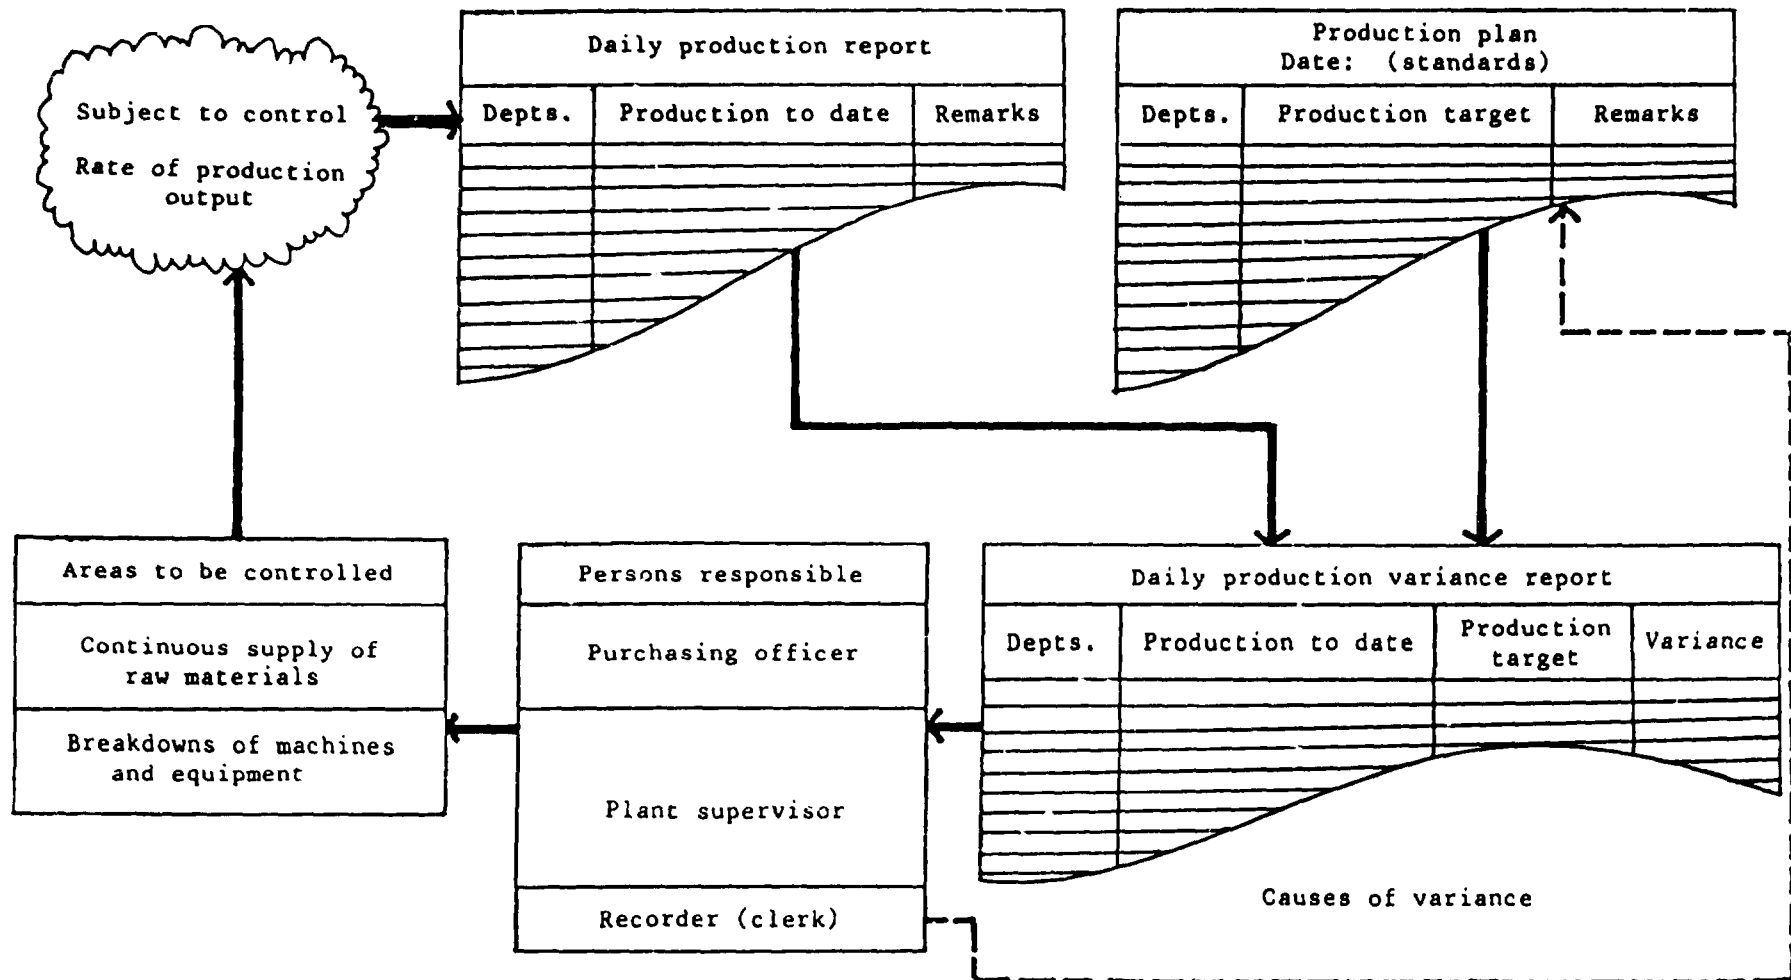 Subject to control
Rate of production
output
Daily production report
Depts.
Production to date
Remarks
Production plan
Date: (standards)
Depts.
Production target
Remarks
Areas to be controlled
Continuous supply of
raw materials
Breakdowns of machines
and equipment
Persons responsible
Purchasing officer
Plant supervisor
Recorder (clerk)
Daily production variance report
Depts.
Production to date
Production
target
Variance
Causes of variance